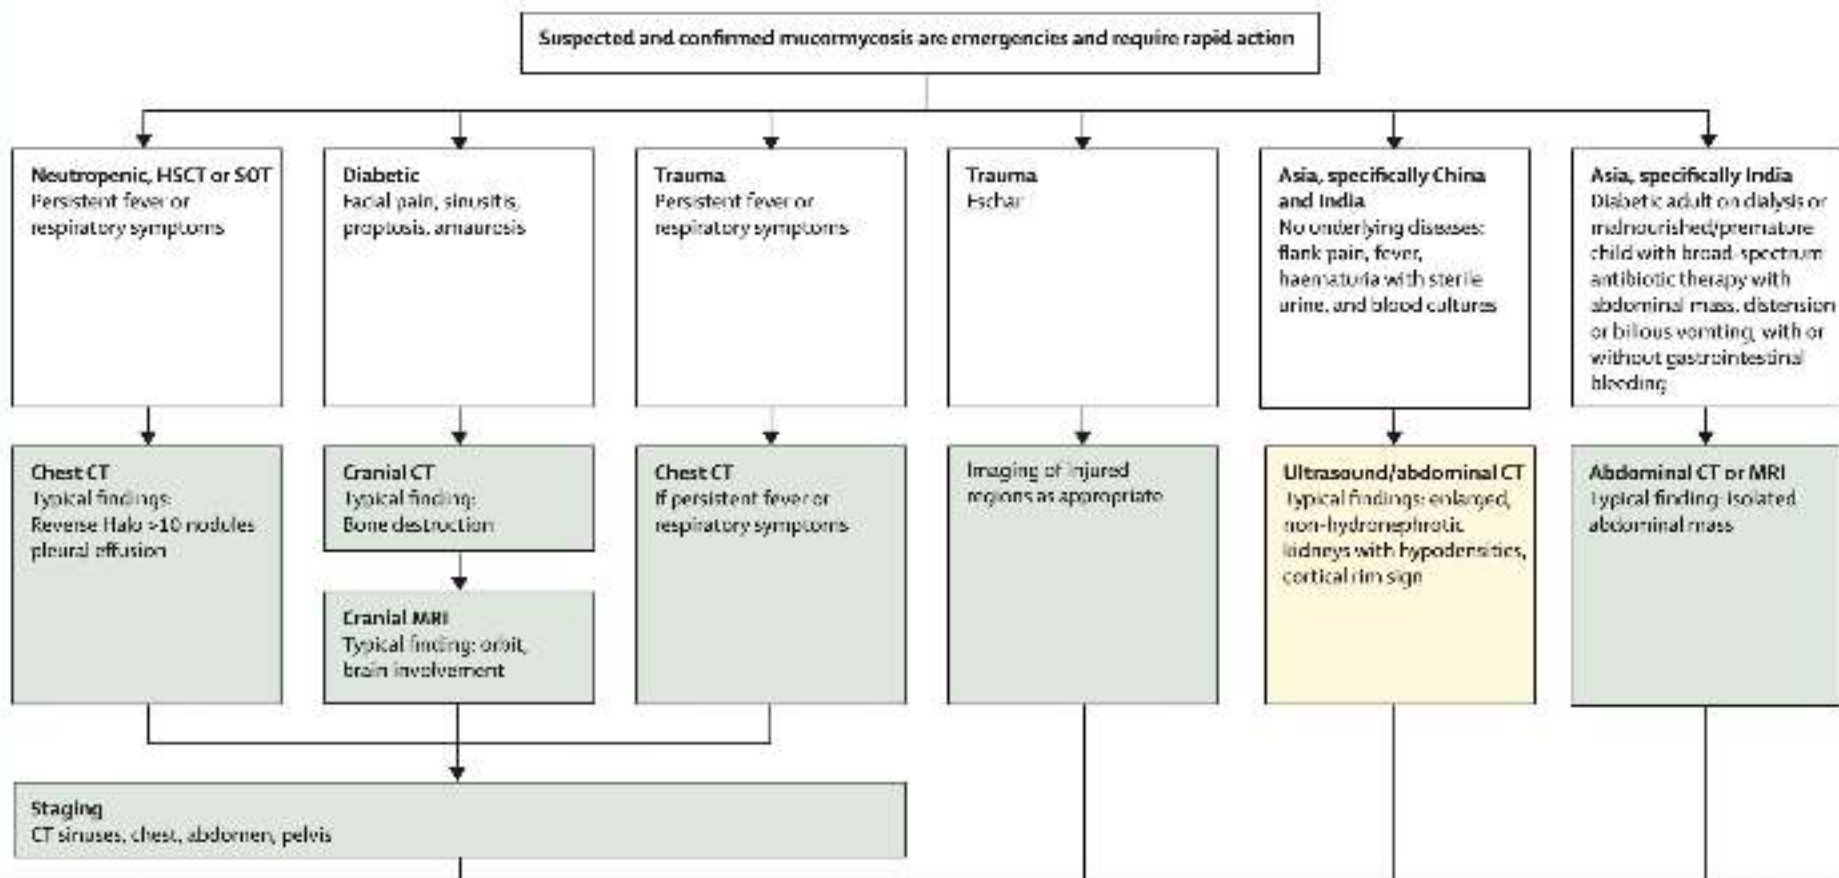 Suspected and confirmed mucormycosis are emergencies and require rapid action
Neutropenic, HSCT or SOT
Persistent fever or
respiratory symptoms
Diabetic
Facial pain, sinusitis,
proptosis, amaurosis
Trauma
Persistent fever or
respiratory symptoms
Trauma
Eschar
Asia, specifically China
and India
No underlying diseases:
flank pain, fever,
haematuria with sterile
urine, and blood cultures
Asia, specifically India
Diabetic adult on dialysis or
malnourished/premature
child with broad-spectrum
antibiotic therapy with
abdominal mass, distension
or bilious vomting, with or
without gastrointestinal
bleeding
Chest CT
Typical findings:
Reverse Halo >10 nodules
pleural effusion
Cranial CT
Typical finding:
Bone destruction
Cranial MRI
Typical finding: orbit,
brain involvement
Chest CT
If persistent fever or
respiratory symptoms
Imaging of injured
regions as appropriate
Ultrasound/abdominal CT
Typical findings: enlarged,
non-hydronephrotic
kidneys with hypodensities,
cortical rim sign
Abdominal CT or MRI
Typical finding: isolated
abdominal mass
Staging
CT sinuses, chest, abdomen, pelvis